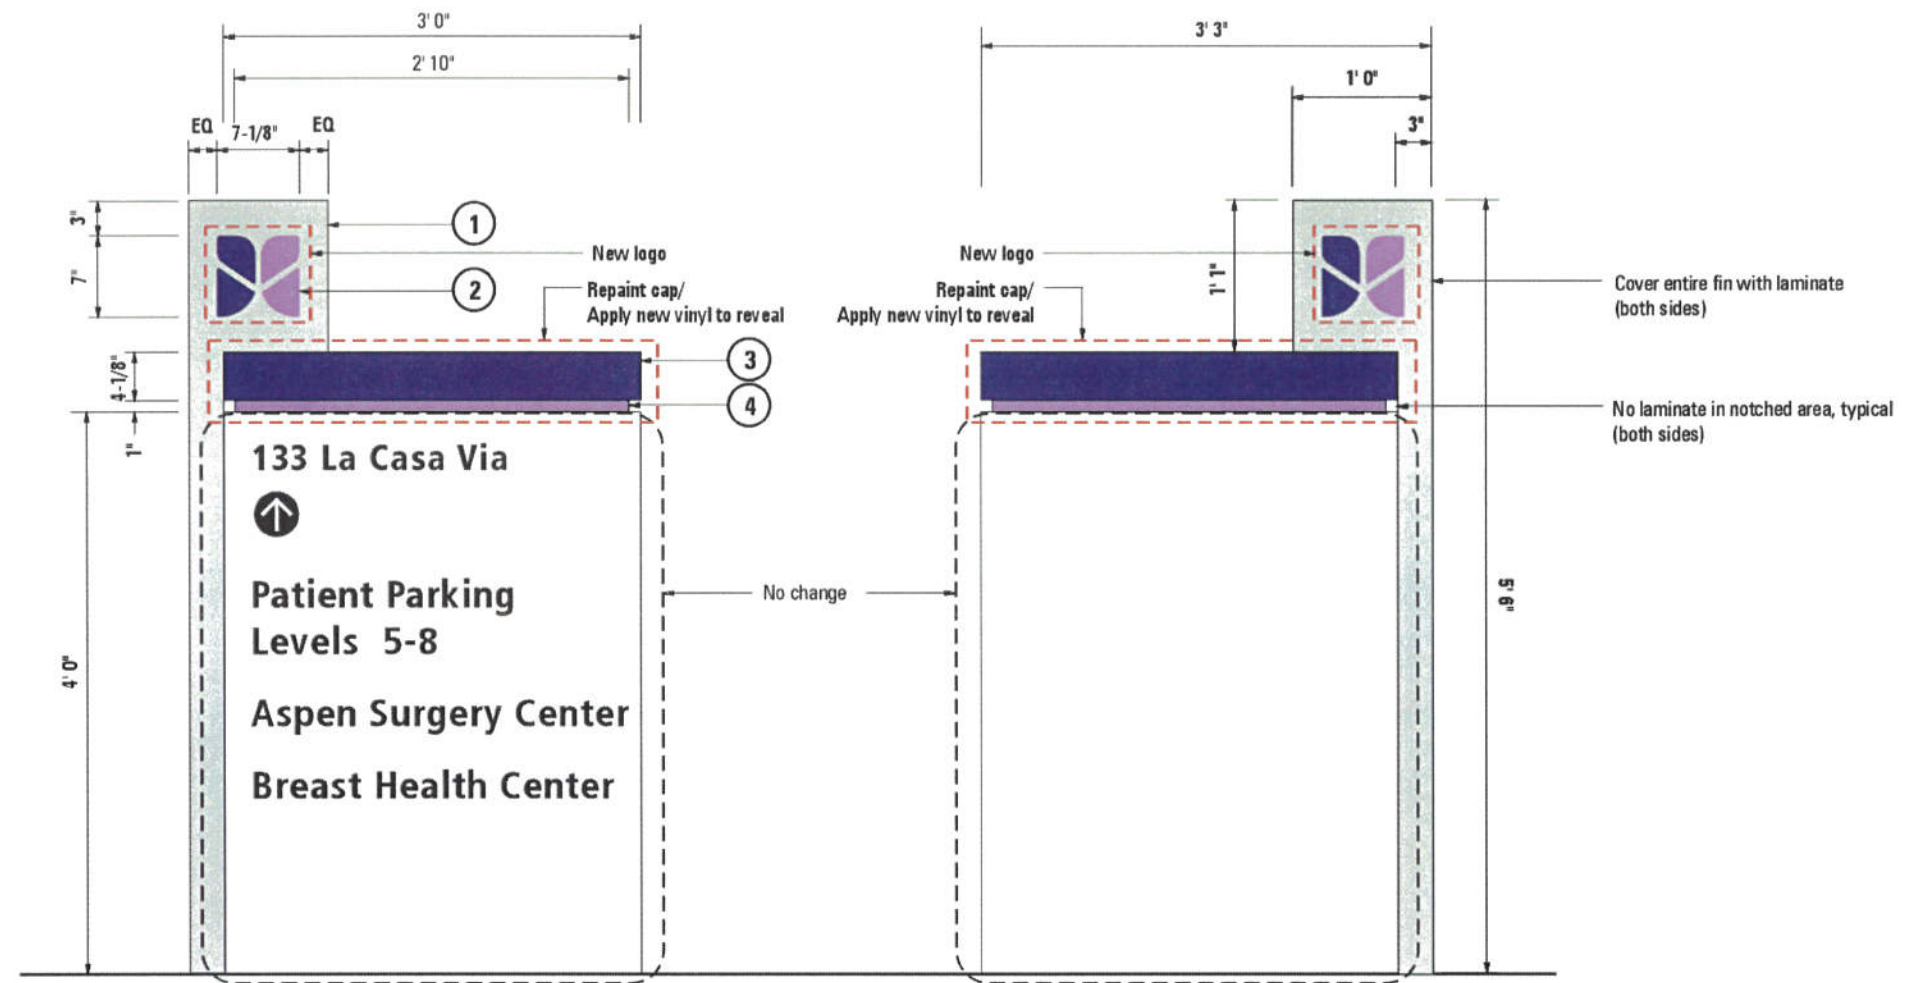 3' 0"
3' 3"
2' 10"
1' 0"
EQ
7-1/8"
EQ
3"
3"
1
New logo
New logo
7"
2
1' 1"
Cover entire fin with laminate
(both sides)
Repaint cap/
Apply new vinyl to reveal
Repaint cap/
Apply new vinyl to reveal
4-1/8"
3
4
No laminate in notched area, typical
(both sides)
1"
133 La Casa Via
Patient Parking
Levels 5-8
No change
5' 6"
4' 0"
Aspen Surgery Center
Breast Health Center